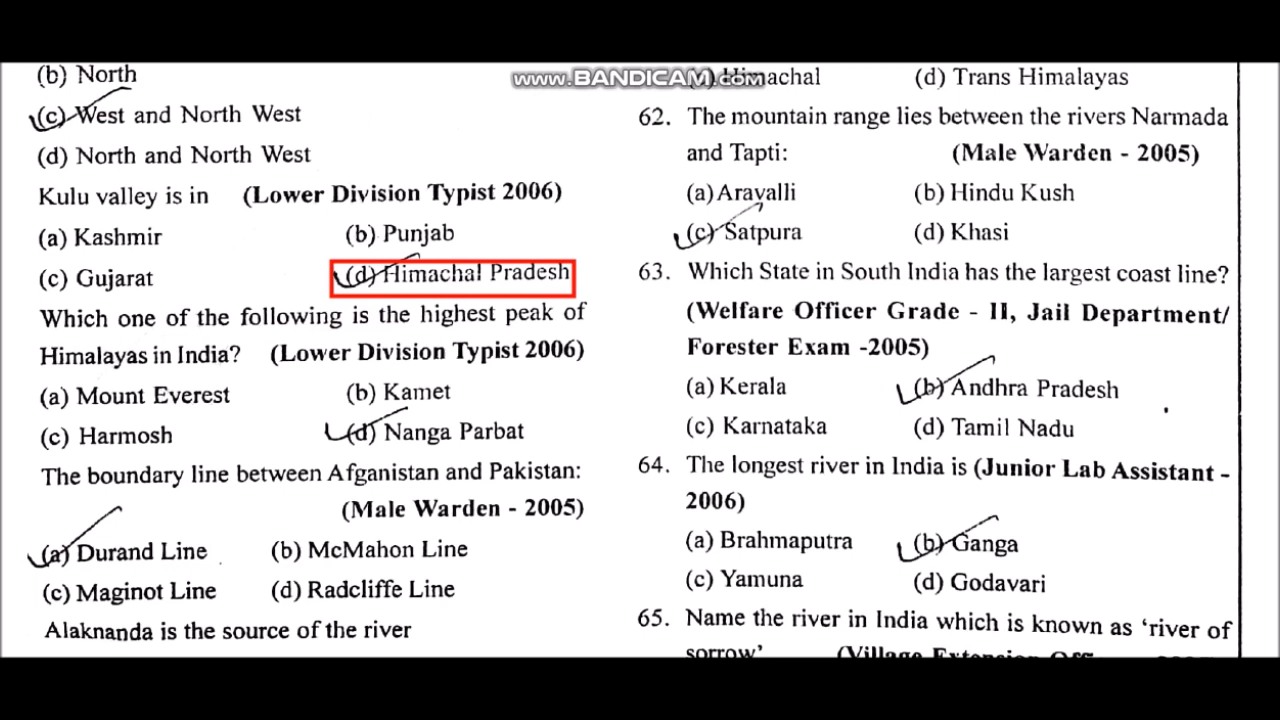 www.BANDICAM.com
(b) North
(c) West and North West
(d) North and North West
Kulu valley is in (Lower Division Typist 2006)
(a) Kashmir (b) Punjab
(c) Gujarat (d) Himachal Pradesh
Which one of the following is the highest peak of
Himalayas in India? (Lower Division Typist 2006)
(a) Mount Everest (b) Kamet
(c) Harmosh (d) Nanga Parbat
The boundary line between Afganistan and Pakistan:
(Male Warden - 2005)
(a) Durand Line (b) McMahon Line
(c) Maginot Line (d) Radcliffe Line
Alaknanda is the source of the river
Himachal (d) Trans Himalayas
62. The mountain range lies between the rivers Narmada
and Tapti: (Male Warden - 2005)
(a) Aravalli (b) Hindu Kush
(c) Satpura (d) Khasi
63. Which State in South India has the largest coast line?
(Welfare Officer Grade - II, Jail Department/
Forester Exam -2005)
(a) Kerala (b) Andhra Pradesh
(c) Karnataka (d) Tamil Nadu
64. The longest river in India is (Junior Lab Assistant -
2006)
(a) Brahmaputra (b) Ganga
(c) Yamuna (d) Godavari
65. Name the river in India which is known as 'river of
sorrow' (Village Extension